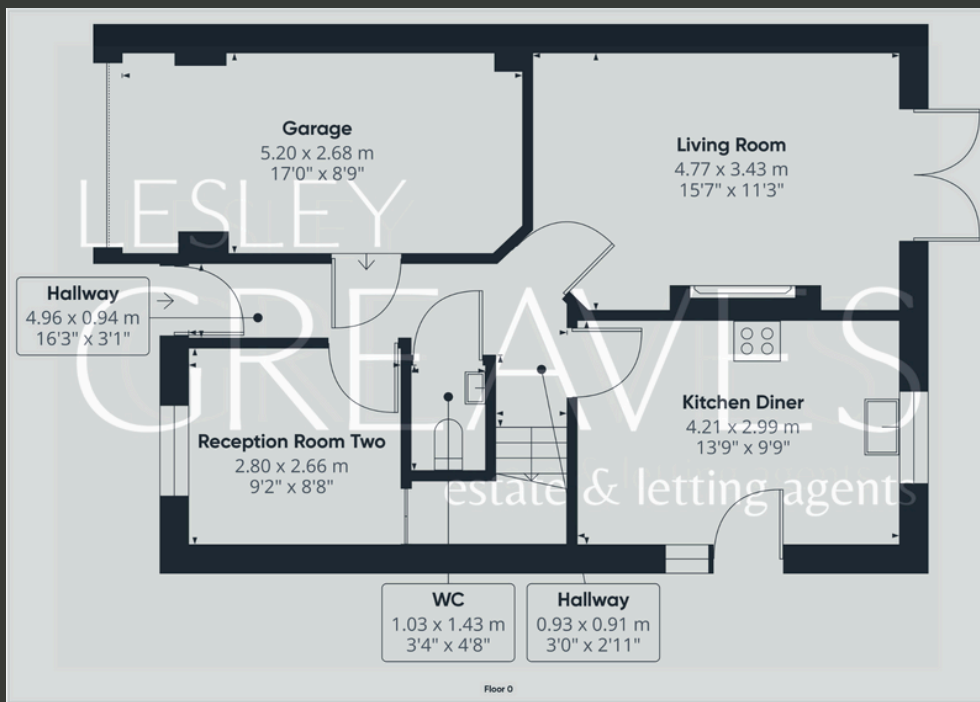 Garage
5.20 x 2.68 m
17'0" x 8'9"
Living Room
4.77 x 3.43 m
15'7" x 11'3"
LESLEY
GREAVES
estate & letting agents
Hallway
4.96 x 0.94 m
16'3" x 3'1"
Kitchen Diner
4.21 x 2.99 m
13'9" x 9'9"
Reception Room Two
2.80 x 2.66 m
9'2" x 8'8"
WC
1.03 x 1.43 m
3'4" x 4'8"
Hallway
0.93 x 0.91 m
3'0" x 2'11"
Floor 0